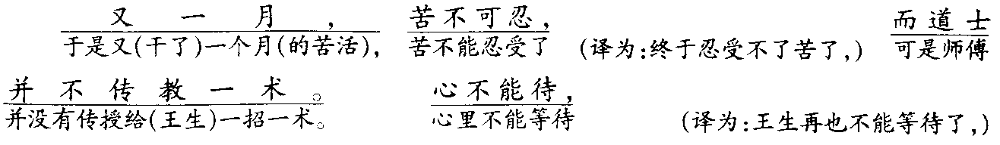 又一月， 苦不可忍， 而道士
于是又(干了)一个月(的苦活)， 苦不能忍受了 (译为:终于忍受不了苦了，) 可是师傅
并不传教一术。 心不能待，
并没有传授给(王生)一招一术。 心里不能等待 (译为:王生再也不能等待了，)